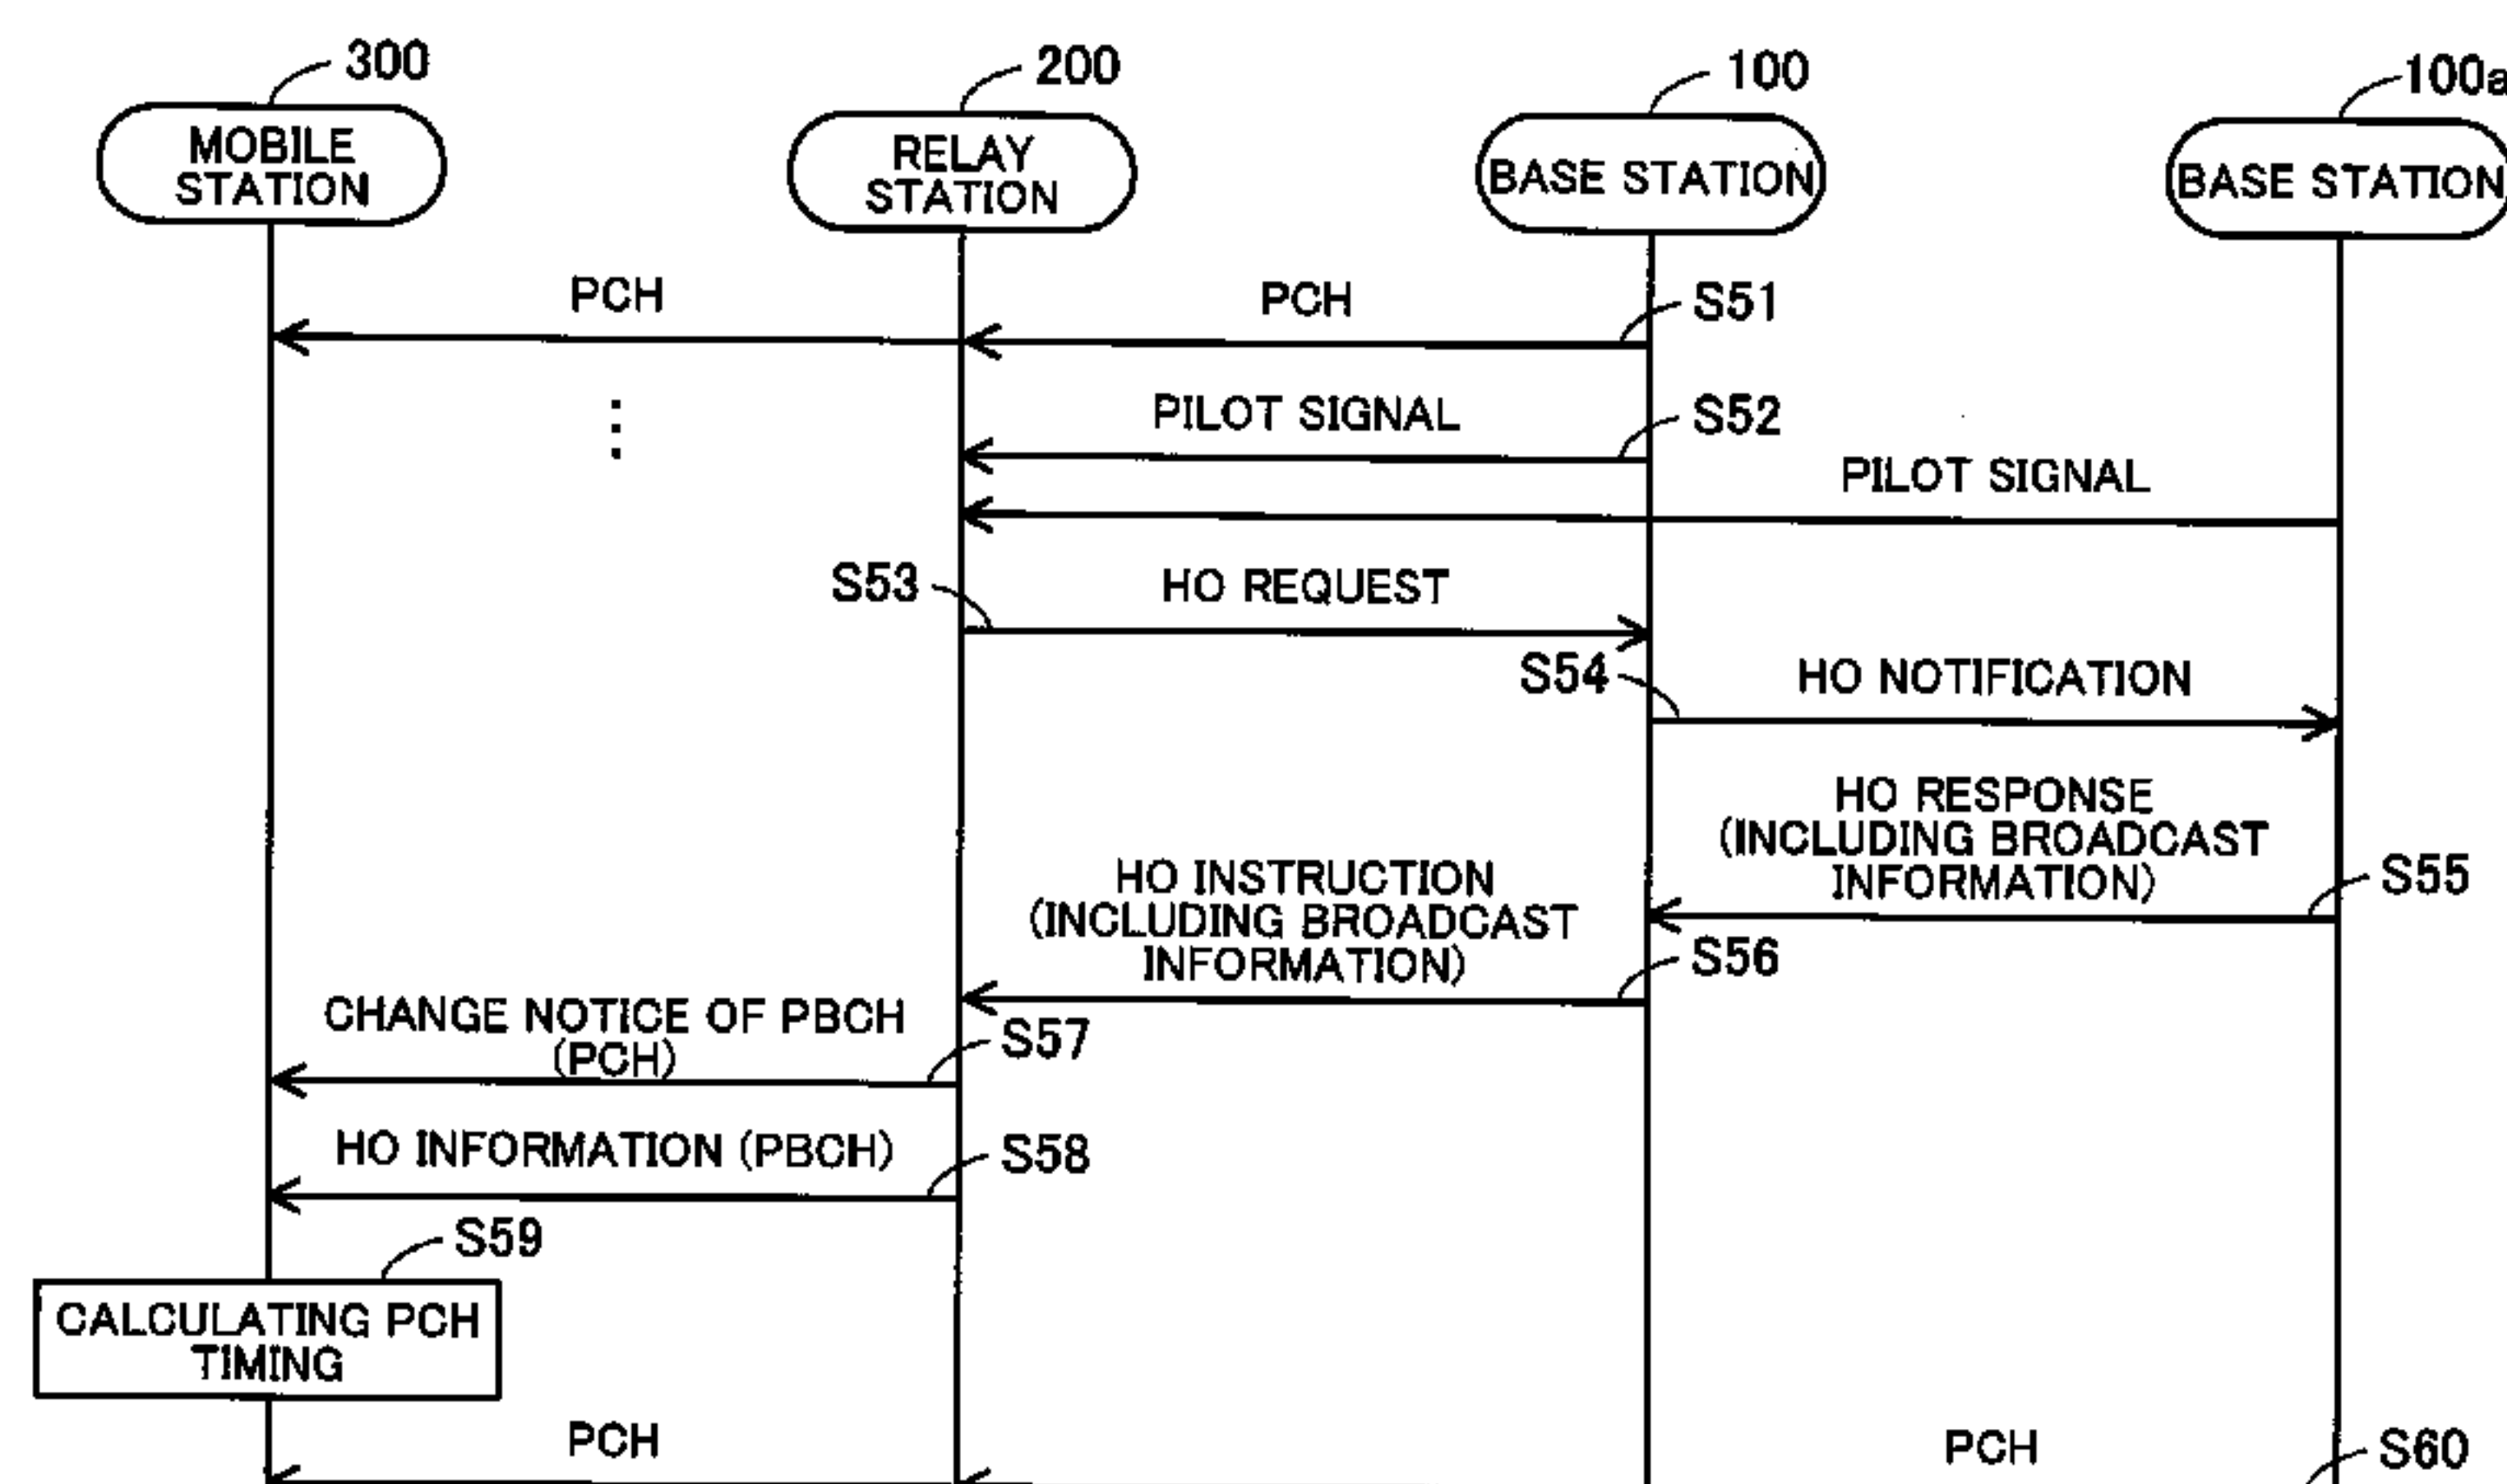 300
200
100
100a
MOBILE
STATION
RELAY
STATION
BASE STATION
BASE STATION
PCH
PCH
S51
PILOT SIGNAL
S52
PILOT SIGNAL
S53
HO REQUEST
S54
HO NOTIFICATION
HO RESPONSE
(INCLUDING BROADCAST
INFORMATION)
S55
HO INSTRUCTION
(INCLUDING BROADCAST
INFORMATION)
S56
CHANGE NOTICE OF PBCH
(PCH)
S57
HO INFORMATION (PBCH)
S58
S59
CALCULATING PCH
TIMING
PCH
PCH
S60